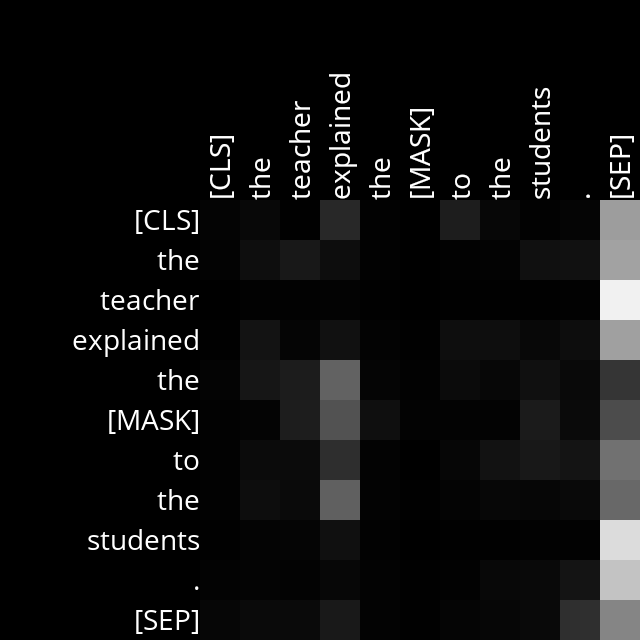 [CLS] the teacher explained the [MASK] to the students . [SEP]
[CLS]
the
teacher
explained
the
[MASK]
to
the
students
.
[SEP]